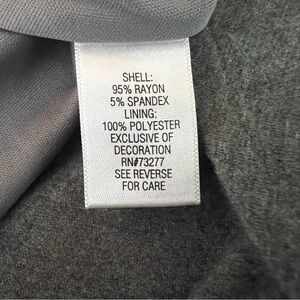 SHELL:
95% RAYON
5% SPANDEX
LINING:
100% POLYESTER
EXCLUSIVE OF
DECORATION
RN#73277
SEE REVERSE
FOR CARE